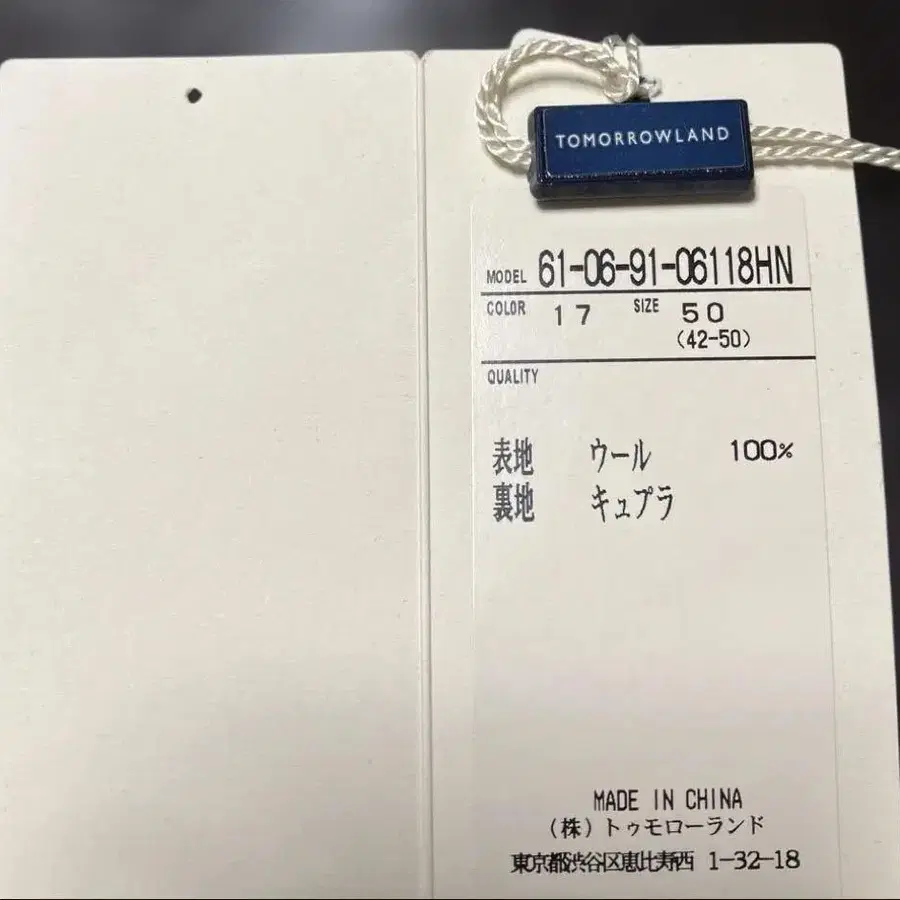 TOMORROWLAND
MODEL 61-06-91-06118HN
COLOR 17 SIZE 50
(42-50)
QUALITY
表地 ウール 100%
裏地 キュプラ
MADE IN CHINA
(株)トゥモローランド
東京都渋谷区恵比寿西 1-32-18